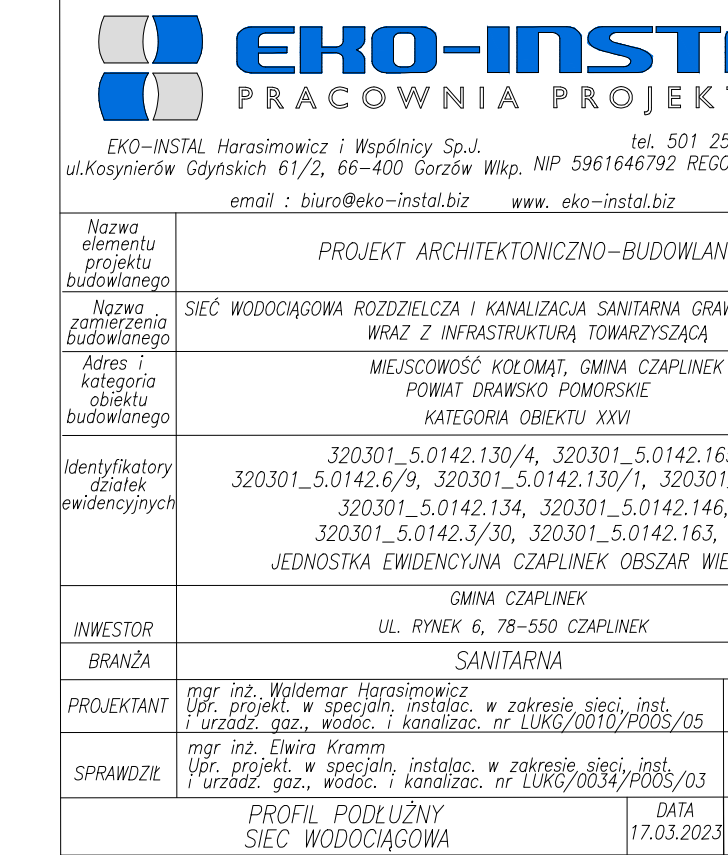 EKO-INSTA
PRACOWNIA PROJEKT
EKO-INSTAL Harasimowicz i Wspólnicy Sp.J.
tel. 501 25
ul.Kosynierów Gdyńskich 61/2, 66-400 Gorzów Wlkp. NIP 5961646792 REGO
email : biuro@eko-instal.biz www. eko-instal.biz
Nazwa
elementu
projektu
budowlanego
PROJEKT ARCHITEKTONICZNO-BUDOWLAN
Nazwa
zamierzenia
budowlanego
SIEĆ WODOCIĄGOWA ROZDZIELCZA I KANALIZACJA SANITARNA GRAW
WRAZ Z INFRASTRUKTURĄ TOWARZYSZĄCĄ
Adres i
kategoria
obiektu
budowlanego
MIEJSCOWOŚĆ KOŁOMĄT, GMINA CZAPLINEK
POWIAT DRAWSKO POMORSKIE
KATEGORIA OBIEKTU XXVI
Identyfikatory
działek
ewidencyjnych
320301_5.0142.130/4, 320301_5.0142.163
320301_5.0142.6/9, 320301_5.0142.130/1, 320301_
320301_5.0142.134, 320301_5.0142.146,
320301_5.0142.3/30, 320301_5.0142.163,
JEDNOSTKA EWIDENCYJNA CZAPLINEK OBSZAR WIE
INWESTOR
GMINA CZAPLINEK
UL. RYNEK 6, 78-550 CZAPLINEK
BRANŻA
SANITARNA
PROJEKTANT
mgr inż. Waldemar Harasimowicz
Upr. projekt. w specjaln. instalac. w zakresie sieci, inst.
i urządz. gaz., wodoc. i kanalizac. nr LUKG/0010/POOS/05
SPRAWDZIŁ
mgr inż. Elwira Kramm
Upr. projekt. w specjaln. instalac. w zakresie sieci, inst.
i urządz. gaz., wodoc. i kanalizac. nr LUKG/0034/POOS/03
PROFIL PODŁUŻNY
SIEC WODOCIĄGOWA
DATA
17.03.2023